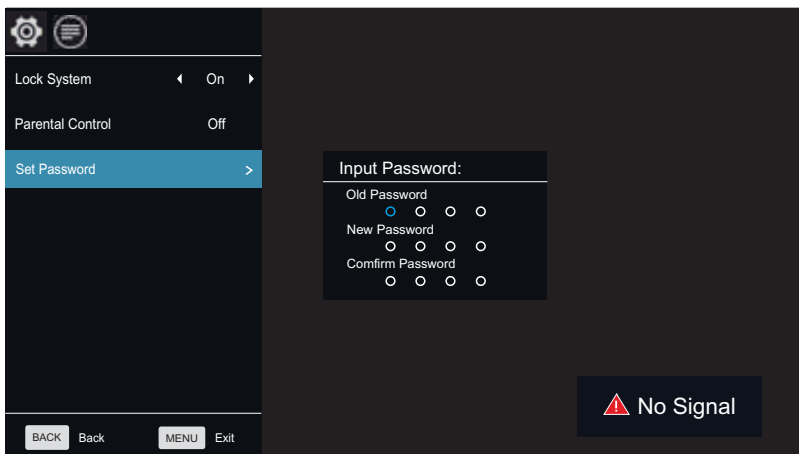 Lock System On
Parental Control Off
Set Password >
Input Password:
Old Password
New Password
Comfirm Password
No Signal
BACK Back MENU Exit